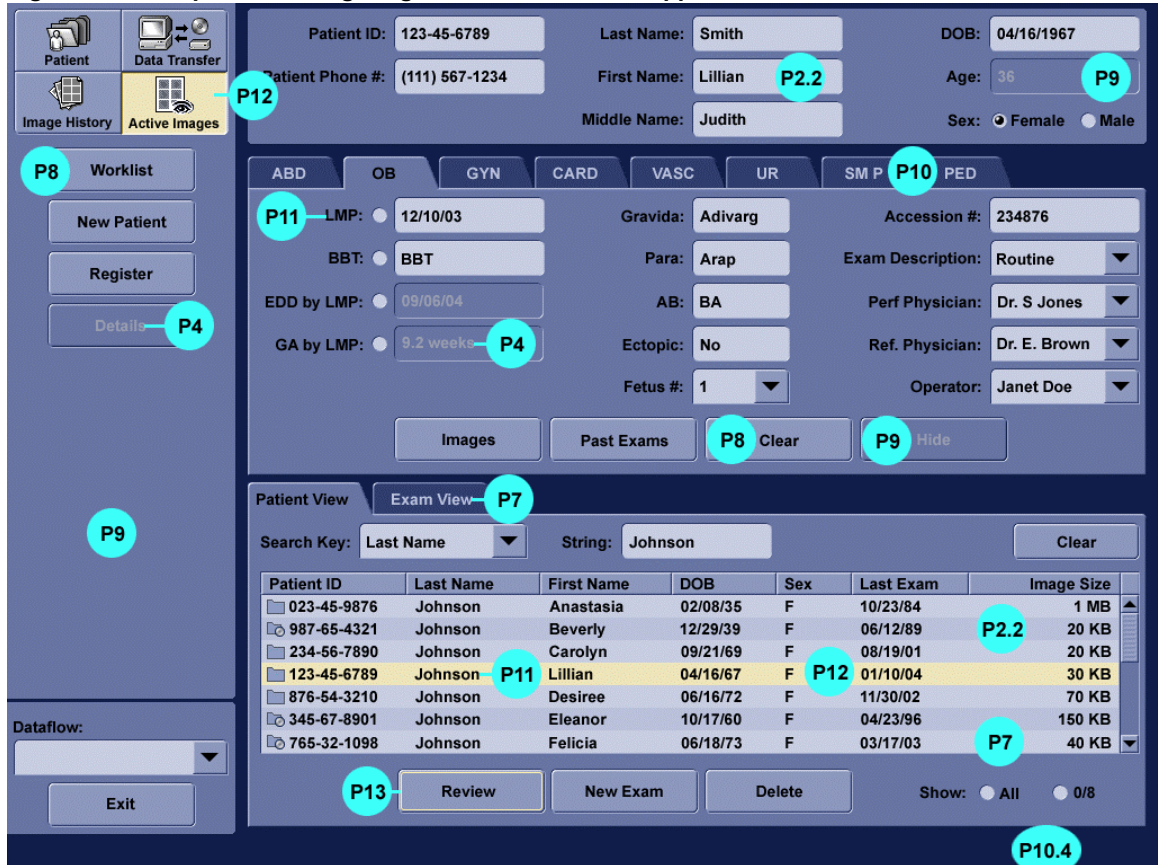 Patient
Data Transfer
Image History
Active Images
P12
Patient ID: 123-45-6789
Last Name: Smith
DOB: 04/16/1967
Patient Phone #: (111) 567-1234
First Name: Lillian P2.2
Age: 36 P9
Middle Name: Judith
Sex: Female Male
P8 Worklist
New Patient
Register
Details P4
P9
ABD OB GYN CARD VASC UR SM P P10 PED
P11 LMP: 12/10/03
Gravida: Adivarg
Accession #: 234876
BBT: BBT
Para: Arap
Exam Description: Routine
EDD by LMP: 09/06/04
AB: BA
Perf Physician: Dr. S Jones
GA by LMP: 9.2 weeks P4
Ectopic: No
Ref. Physician: Dr. E. Brown
Fetus #: 1
Operator: Janet Doe
Images Past Exams P8 Clear P9 Hide
Patient View Exam View P7
Search Key: Last Name String: Johnson Clear
Patient ID Last Name First Name DOB Sex Last Exam Image Size
023-45-9876 Johnson Anastasia 02/08/35 F 10/23/84 1 MB
987-65-4321 Johnson Beverly 12/29/39 F 06/12/89 P2.2 20 KB
234-56-7890 Johnson Carolyn 09/21/69 F 08/19/01 20 KB
123-45-6789 Johnson P11 Lillian 04/16/67 F P12 01/10/04 30 KB
876-54-3210 Johnson Desiree 06/16/72 F 11/30/02 70 KB
345-67-8901 Johnson Eleanor 10/17/60 F 04/23/96 150 KB
765-32-1098 Johnson Felicia 06/18/73 F 03/17/03 P7 40 KB
P13 Review New Exam Delete Show: All 0/8
Dataflow:
Exit
P10.4